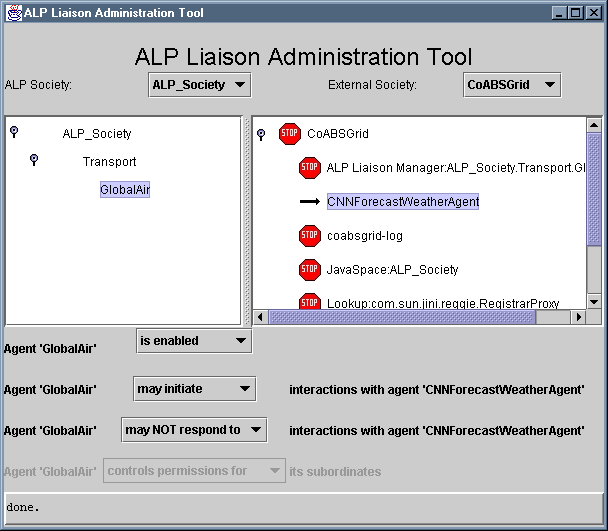 ALP Liaison Administration Tool
ALP Liaison Administration Tool
ALP Society: ALP_Society External Society: CoABSGrid
ALP_Society
Transport
GlobalAir
STOP CoABSGrid
STOP ALP Liaison Manager:ALP_Society.Transport.Gl
CNNForecastWeatherAgent
STOP coabsgrid-log
STOP JavaSpace:ALP_Society
STOP Lookup:com.sun.jini.reggie.RegistrarProxy
Agent 'GlobalAir' is enabled
Agent 'GlobalAir' may initiate interactions with agent 'CNNForecastWeatherAgent'
Agent 'GlobalAir' may NOT respond to interactions with agent 'CNNForecastWeatherAgent'
Agent 'GlobalAir' controls permissions for its subordinates
done.